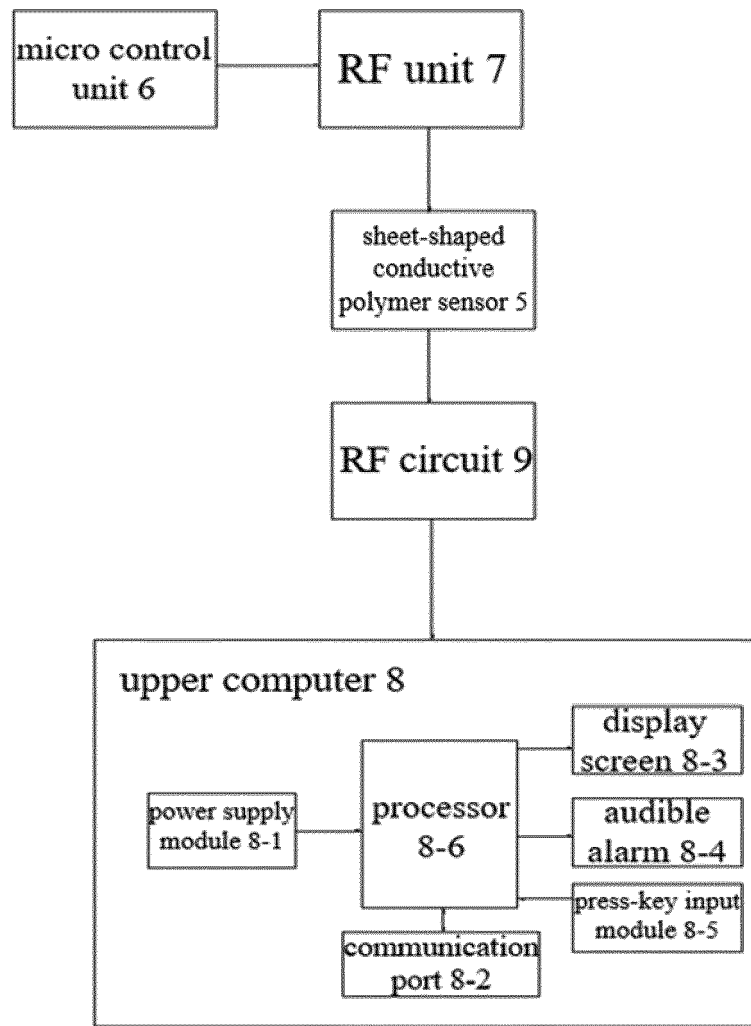 micro control
unit 6
RF unit 7
sheet-shaped
conductive
polymer sensor 5
RF circuit 9
upper computer 8
display
screen 8-3
power supply
module 8-1
processor
8-6
audible
alarm 8-4
press-key input
module 8-5
communication
port 8-2